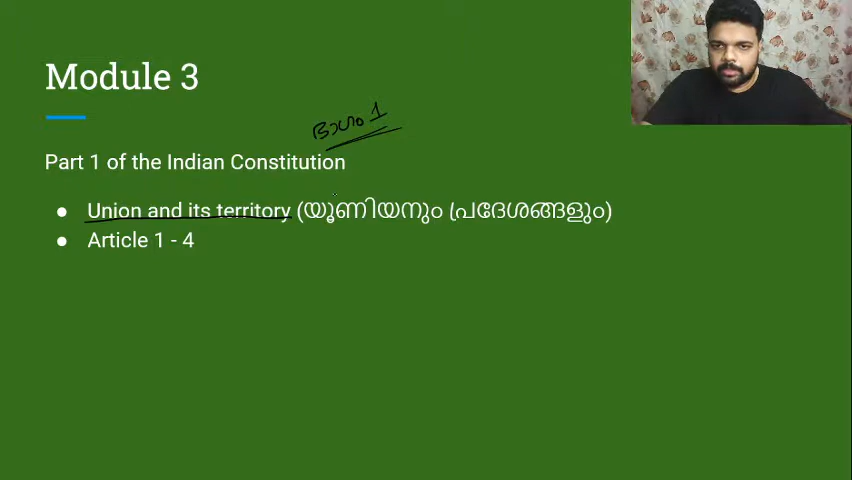 Module 3
ഭാഗം 1
Part 1 of the Indian Constitution
● Union and its territory (യൂണിയനും പ്രദേശങ്ങളും)
● Article 1 - 4